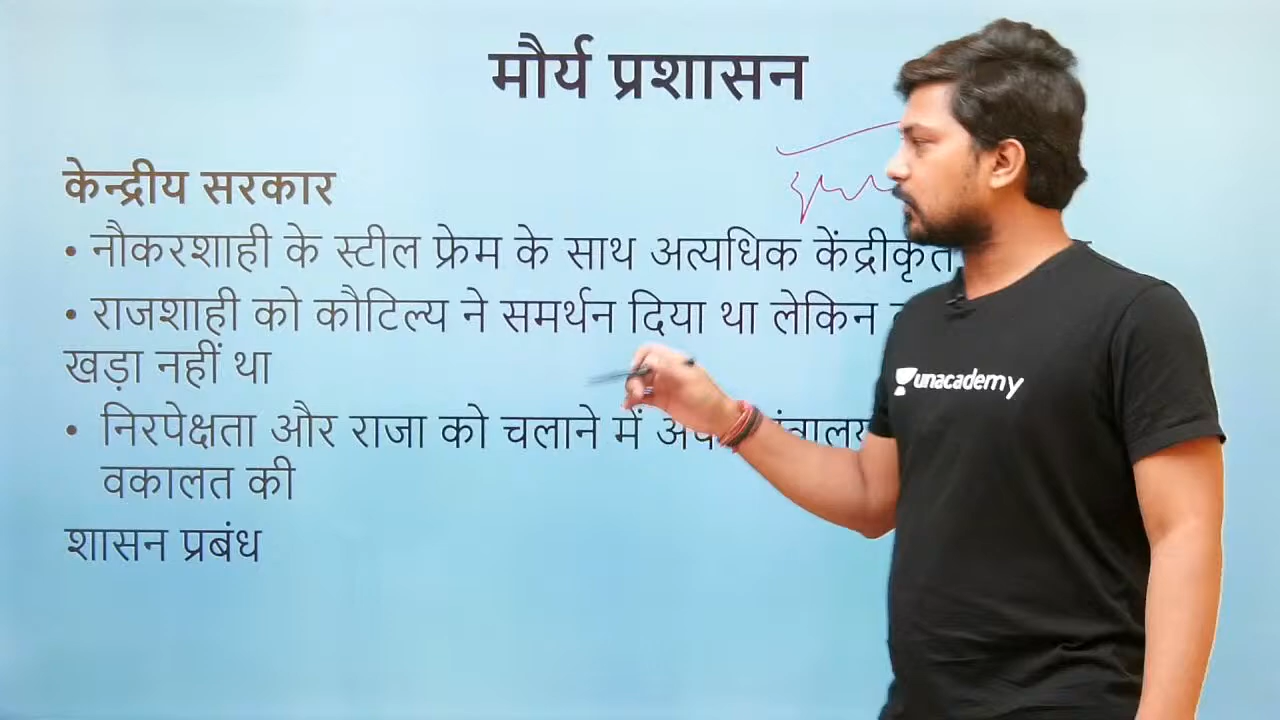 मौर्य प्रशासन
केन्द्रीय सरकार
• नौकरशाही के स्टील फ्रेम के साथ अत्यधिक केंद्रीकृत
• राजशाही को कौटिल्य ने समर्थन दिया था लेकिन
खड़ा नहीं था
• निरपेक्षता और राजा को चलाने में
वकालत की
शासन प्रबंध
unacademy